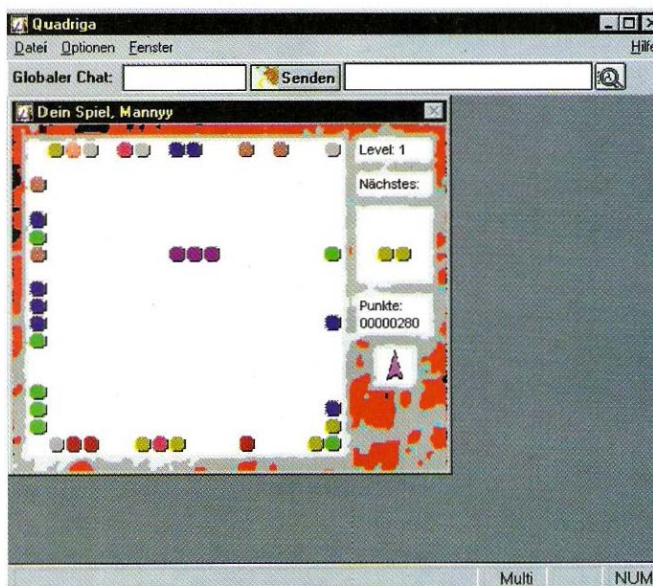 Quadriga
Datei Optionen Fenster Hilfe
Globaler Chat: Senden
Dein Spiel, Mannyy
Level: 1
Nächstes:
Punkte:
00000280
Multi NUM